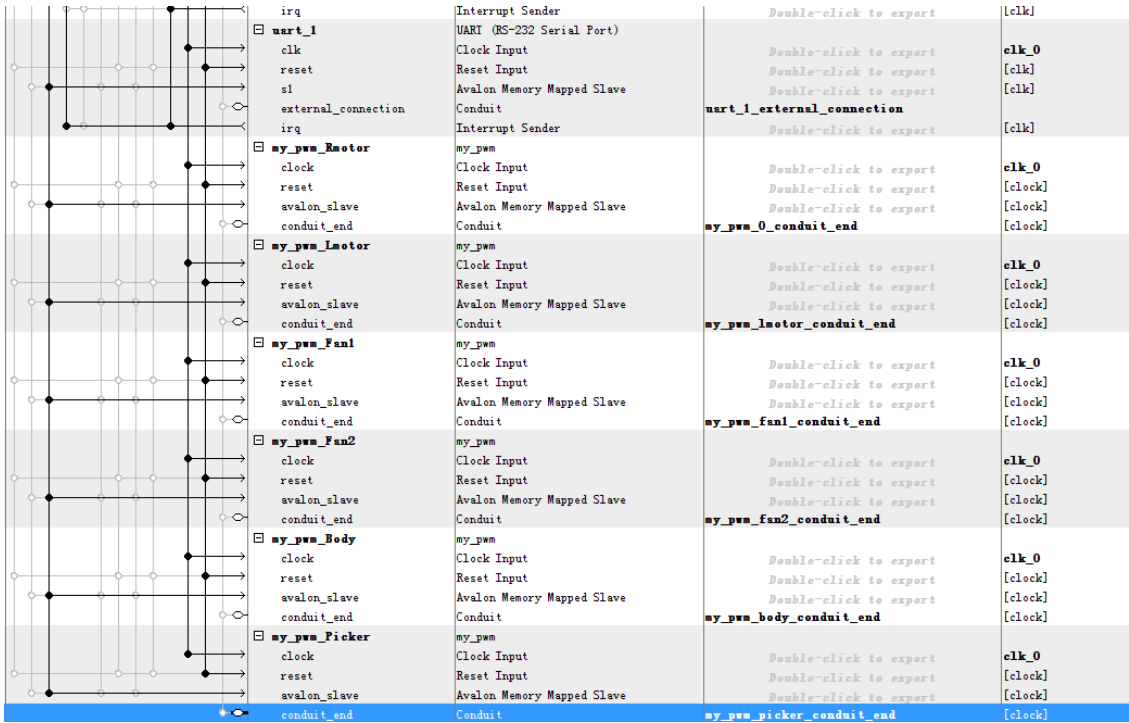 irq Interrupt Sender Double-click to export [clk]
uart_1 UART (RS-232 Serial Port)
clk Clock Input Double-click to export clk_0
reset Reset Input Double-click to export [clk]
s1 Avalon Memory Mapped Slave Double-click to export [clk]
external_connection Conduit uart_1_external_connection
irq Interrupt Sender Double-click to export [clk]
my_pwm_Rmotor my_pwm
clock Clock Input Double-click to export clk_0
reset Reset Input Double-click to export [clock]
avalon_slave Avalon Memory Mapped Slave Double-click to export [clock]
conduit_end Conduit my_pwm_0_conduit_end [clock]
my_pwm_Lmotor my_pwm
clock Clock Input Double-click to export clk_0
reset Reset Input Double-click to export [clock]
avalon_slave Avalon Memory Mapped Slave Double-click to export [clock]
conduit_end Conduit my_pwm_lmotor_conduit_end [clock]
my_pwm_Fan1 my_pwm
clock Clock Input Double-click to export clk_0
reset Reset Input Double-click to export [clock]
avalon_slave Avalon Memory Mapped Slave Double-click to export [clock]
conduit_end Conduit my_pwm_fan1_conduit_end [clock]
my_pwm_Fan2 my_pwm
clock Clock Input Double-click to export clk_0
reset Reset Input Double-click to export [clock]
avalon_slave Avalon Memory Mapped Slave Double-click to export [clock]
conduit_end Conduit my_pwm_fan2_conduit_end [clock]
my_pwm_Body my_pwm
clock Clock Input Double-click to export clk_0
reset Reset Input Double-click to export [clock]
avalon_slave Avalon Memory Mapped Slave Double-click to export [clock]
conduit_end Conduit my_pwm_body_conduit_end [clock]
my_pwm_Picker my_pwm
clock Clock Input Double-click to export clk_0
reset Reset Input Double-click to export [clock]
avalon_slave Avalon Memory Mapped Slave Double-click to export [clock]
conduit_end Conduit my_pwm_picker_conduit_end [clock]